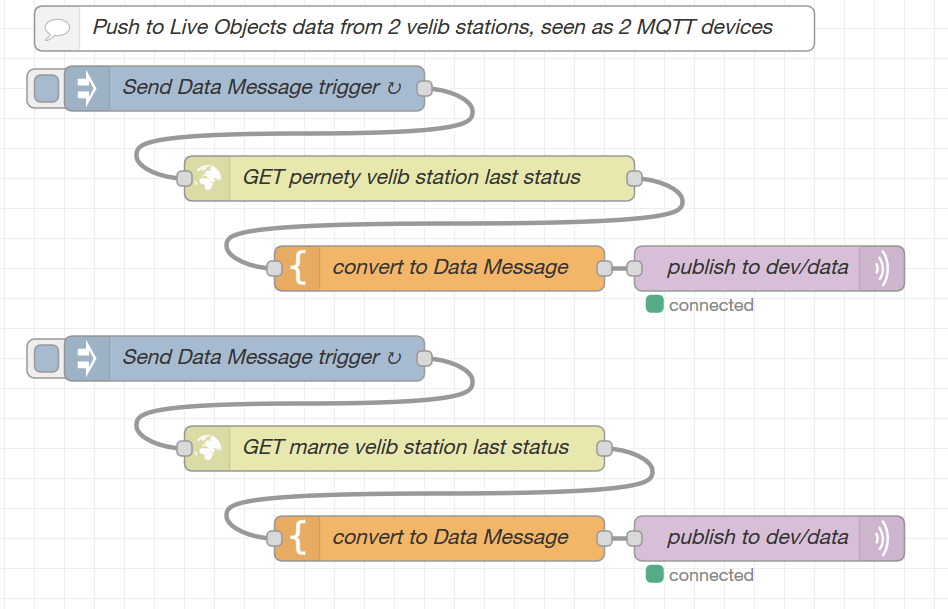 Push to Live Objects data from 2 velib stations, seen as 2 MQTT devices
Send Data Message trigger ↻
GET pernety velib station last status
convert to Data Message
publish to dev/data
connected
Send Data Message trigger ↻
GET marne velib station last status
convert to Data Message
publish to dev/data
connected